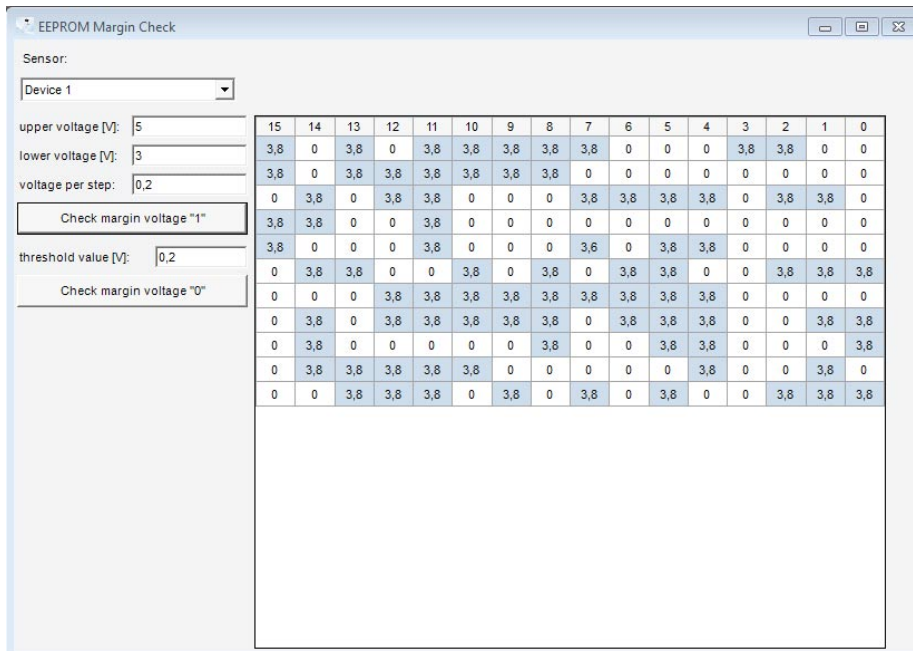 EEPROM Margin Check
Sensor:
Device 1
upper voltage [V]: 5
lower voltage [V]: 3
voltage per step: 0,2
Check margin voltage "1"
threshold value [V]: 0,2
Check margin voltage "0"
15 14 13 12 11 10 9 8 7 6 5 4 3 2 1 0
3,8 0 3,8 0 3,8 3,8 3,8 3,8 3,8 0 0 0 3,8 3,8 0 0
3,8 0 3,8 3,8 3,8 3,8 3,8 3,8 0 0 0 0 0 0 0 0
0 3,8 0 3,8 3,8 0 0 0 3,8 3,8 3,8 3,8 0 3,8 3,8 0
3,8 3,8 0 0 3,8 0 0 0 0 0 0 0 0 0 0 0
3,8 0 0 0 3,8 0 0 0 3,6 0 3,8 3,8 0 0 0 0
0 3,8 3,8 0 0 3,8 0 3,8 0 3,8 3,8 0 0 3,8 3,8 3,8
0 0 0 3,8 3,8 3,8 3,8 3,8 3,8 3,8 3,8 3,8 0 0 0 0
0 3,8 0 3,8 3,8 3,8 3,8 3,8 0 3,8 3,8 3,8 0 0 3,8 3,8
0 3,8 0 0 0 0 0 3,8 0 0 3,8 3,8 0 0 0 3,8
0 3,8 3,8 3,8 3,8 3,8 0 0 0 0 0 3,8 0 0 3,8 0
0 0 3,8 3,8 3,8 0 3,8 0 3,8 0 3,8 0 0 3,8 3,8 3,8